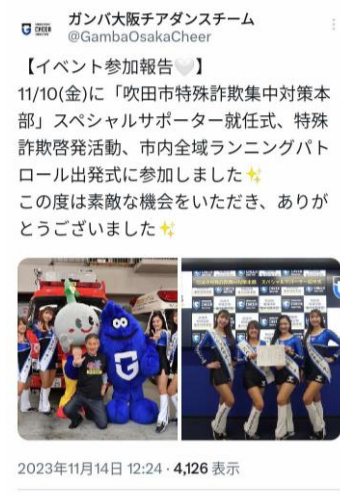 ガンバ大阪チアダンスチーム
@GambaOsakaCheer
【イベント参加報告🤍】
11/10(金)に「吹田市特殊詐欺集中対策本
部」スペシャルサポーター就任式、特殊
詐欺啓発活動、市内全域ランニングパト
ロール出発式に参加しました✨
この度は素敵な機会をいただき、ありが
とうございました✨
G
2023年11月14日 12:24 · 4,126 表示